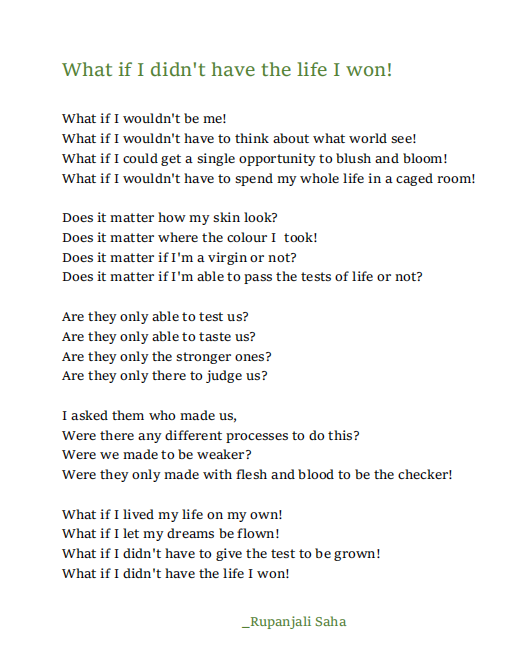 What if I didn't have the life I won!
What if I wouldn't be me!
What if I wouldn't have to think about what world see!
What if I could get a single opportunity to blush and bloom!
What if I wouldn't have to spend my whole life in a caged room!
Does it matter how my skin look?
Does it matter where the colour I  took!
Does it matter if I'm a virgin or not?
Does it matter if I'm able to pass the tests of life or not?
Are they only able to test us?
Are they only able to taste us?
Are they only the stronger ones?
Are they only there to judge us?
I asked them who made us,
Were there any different processes to do this?
Were we made to be weaker?
Were they only made with flesh and blood to be the checker!
What if I lived my life on my own!
What if I let my dreams be flown!
What if I didn't have to give the test to be grown!
What if I didn't have the life I won!
_Rupanjali Saha